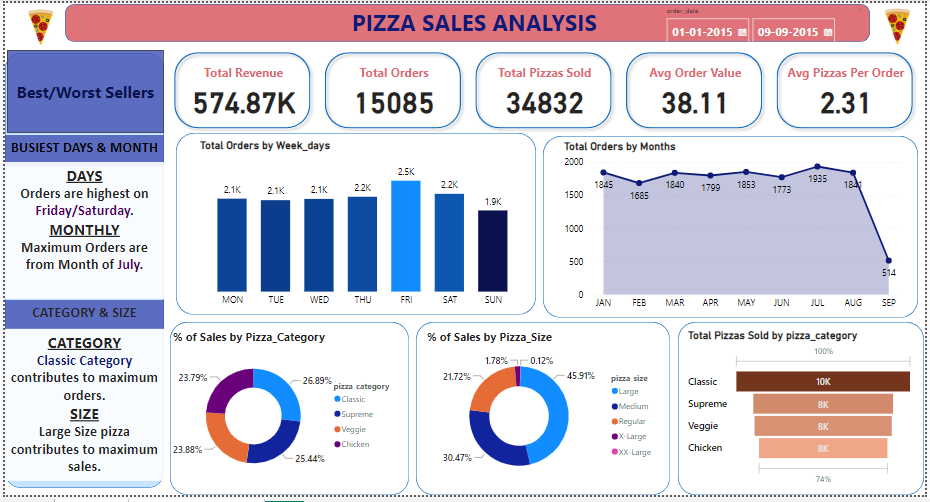 PIZZA SALES ANALYSIS
order_date
01-01-2015
09-09-2015
Best/Worst Sellers
Total Revenue
574.87K
Total Orders
15085
Total Pizzas Sold
34832
Avg Order Value
38.11
Avg Pizzas Per Order
2.31
BUSIEST DAYS & MONTH
DAYS
Orders are highest on
Friday/Saturday.
MONTHLY
Maximum Orders are
from Month of July.
CATEGORY & SIZE
CATEGORY
Classic Category
contributes to maximum
orders.
SIZE
Large Size pizza
contributes to maximum
sales.
Total Orders by Week_days
2.1K 2.1K 2.1K 2.2K 2.5K 2.2K 1.9K
MON TUE WED THU FRI SAT SUN
Total Orders by Months
2000
1500
1000
500
0
1845 1685 1840 1799 1853 1773 1935 1841 514
JAN FEB MAR APR MAY JUN JUL AUG SEP
% of Sales by Pizza_Category
23.79%
26.89%
23.88%
25.44%
pizza_category
Classic
Supreme
Veggie
Chicken
% of Sales by Pizza_Size
1.78%
0.12%
21.72%
45.91%
30.47%
pizza_size
Large
Medium
Regular
X-Large
XX-Large
Total Pizzas Sold by pizza_category
100%
Classic 10K
Supreme 8K
Veggie 8K
Chicken 8K
74%